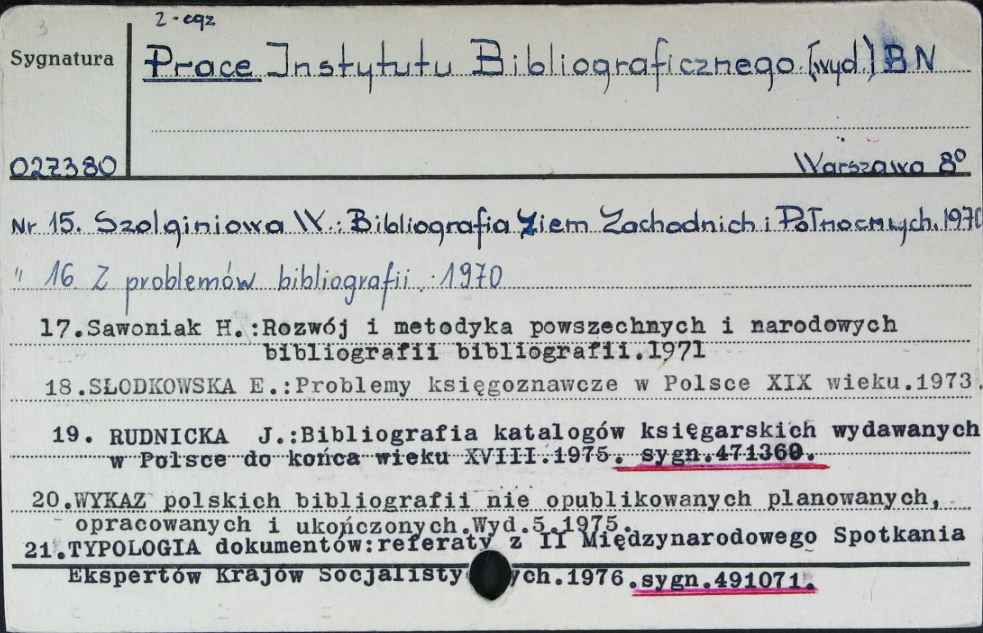 3
2-egz
Sygnatura
Prace Instytutu Bibliograficznego.[wyd.] BN
027380
Warszawa 8º
Nr 15. Szolginiowa W.: Bibliografia Ziem Zachodnich i Północnych. 1970
" 16 Z problemów bibliografii. 1970
17.Sawoniak H.:Rozwój i metodyka powszechnych i narodowych
bibliografii bibliografii.1971
18.SŁODKOWSKA E.:Problemy księgoznawcze w Polsce XIX wieku.1973.
19. RUDNICKA J.:Bibliografia katalogów księgarskich wydawanych
w Polsce do końca wieku XVIII.1975. sygn.471360.
20.WYKAZ polskich bibliografii nie opublikowanych planowanych,
opracowanych i ukończonych.Wyd.5.1975.
21.TYPOLOGIA dokumentów:referaty z II Międzynarodowego Spotkania
Ekspertów Krajów Socjalisty ych.1976.sygn.491071.